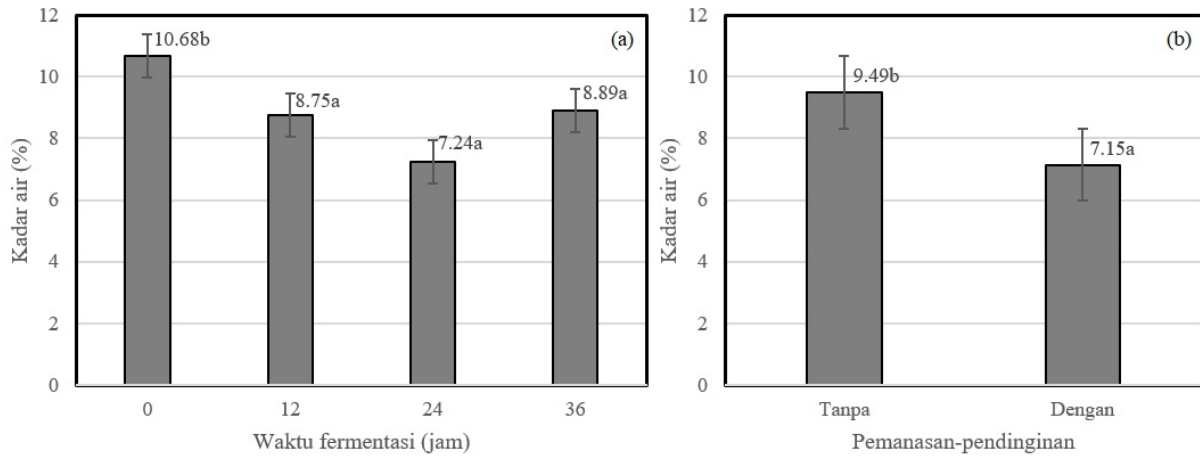 (a)
Kadar air (%)
12
10
8
6
4
2
0
10.68b
8.75a
7.24a
8.89a
0 12 24 36
Waktu fermentasi (jam)
(b)
Kadar air (%)
12
10
8
6
4
2
0
9.49b
7.15a
Tanpa Dengan
Pemanasan-pendinginan